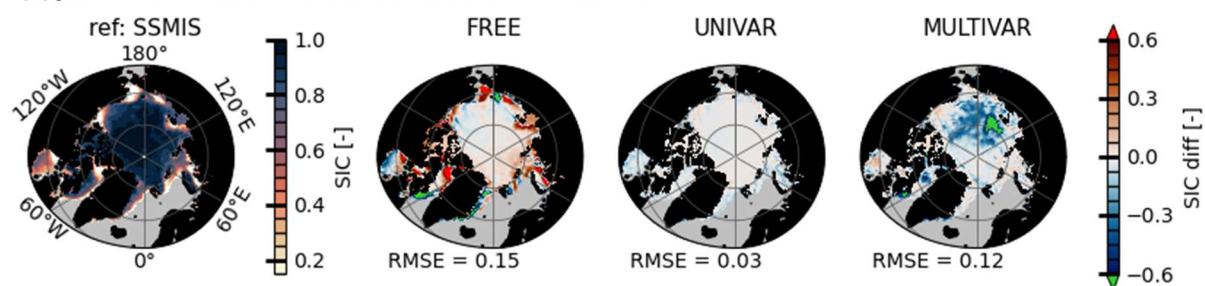 ref: SSMIS
180°
120°W
120°E
60°W
60°E
0°
1.0
0.8
0.6
0.4
0.2
SIC [-]
FREE
RMSE = 0.15
UNIVAR
RMSE = 0.03
MULTIVAR
RMSE = 0.12
0.6
0.3
0.0
−0.3
−0.6
SIC diff [-]